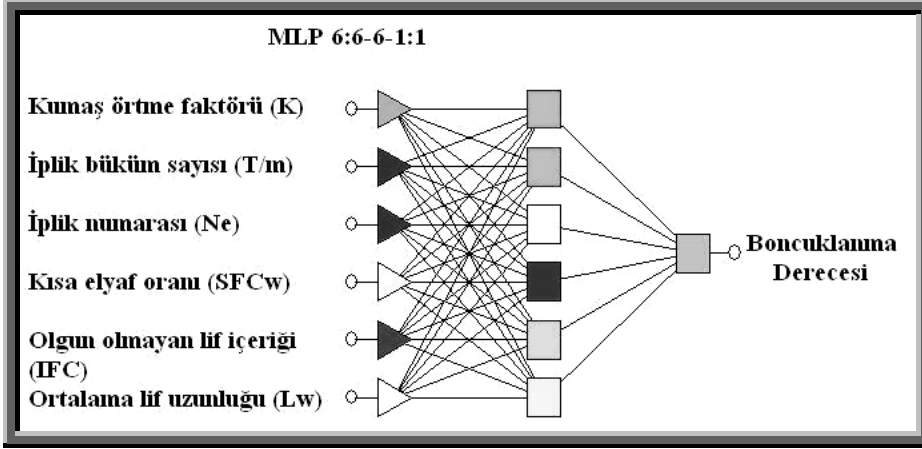 MLP 6:6-6-1:1
Kumaş örtme faktörü (K)
İplik büküm sayısı (T/m)
İplik numarası (Ne)
Kısa elyaf oranı (SFCw)
Olgun olmayan lif içeriği
(IFC)
Ortalama lif uzunluğu (Lw)
Boncuklanma
Derecesi